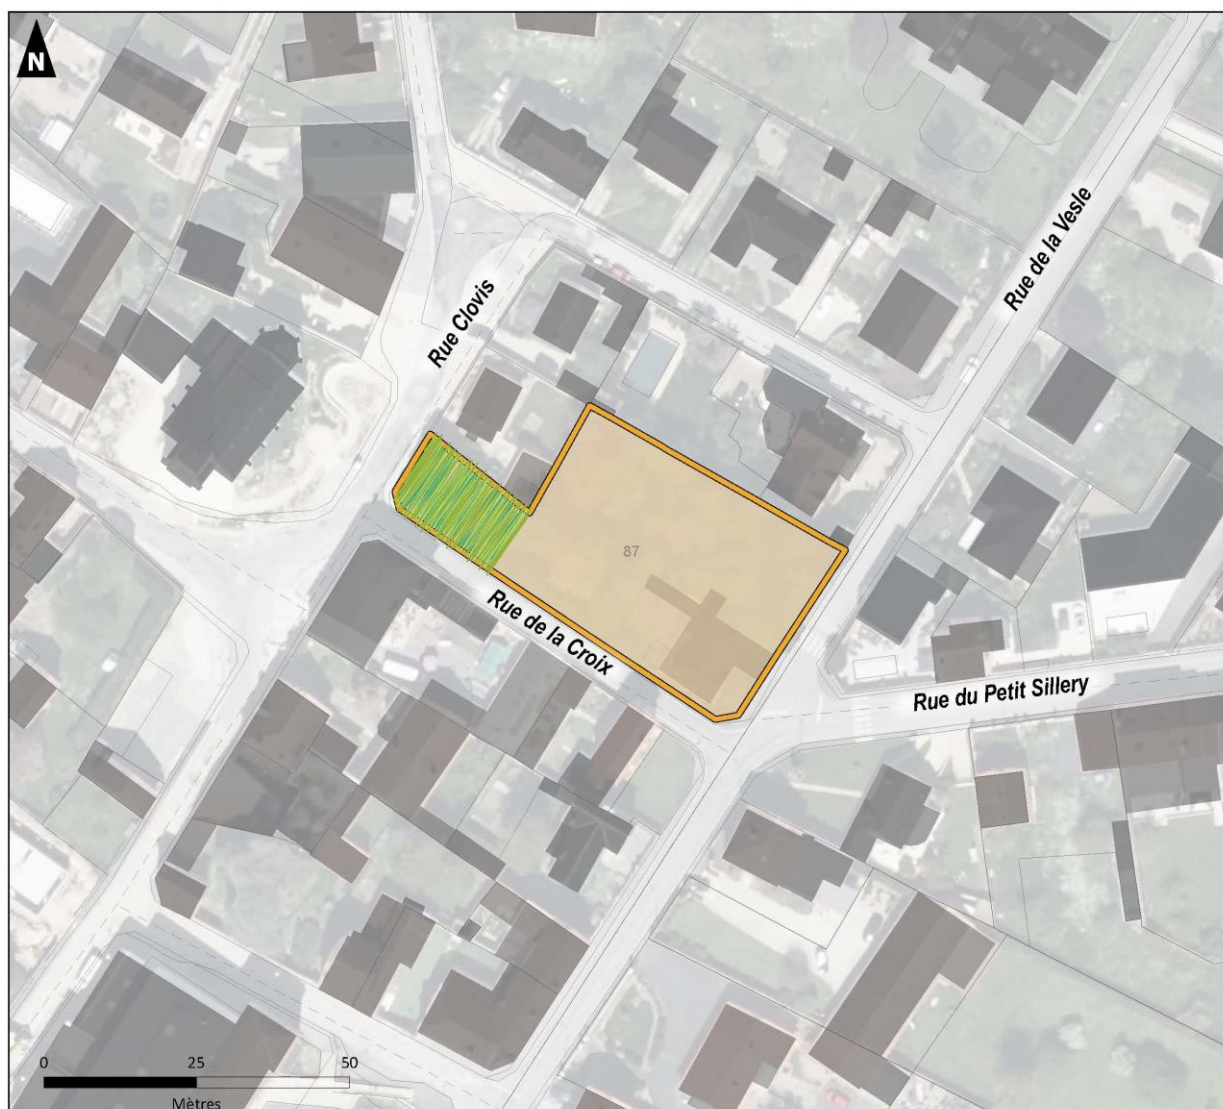 N
Rue de la Vesle
Rue Clovis
87
Rue de la Croix
Rue du Petit Sillery
0 25 50
Mètres